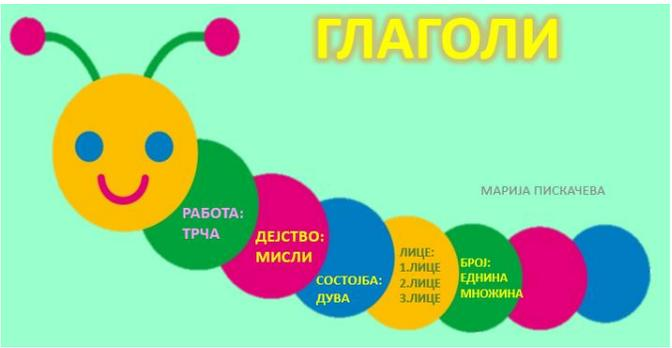 ГЛАГОЛИ
МАРИЈА ПИСКАЧЕВА
РАБОТА:
ТРЧА
ДЕЈСТВО:
МИСЛИ
СОСТОЈБА:
ДУВА
ЛИЦЕ:
1.ЛИЦЕ
2.ЛИЦЕ
3.ЛИЦЕ
БРОЈ:
ЕДНИНА
МНОЖИНА